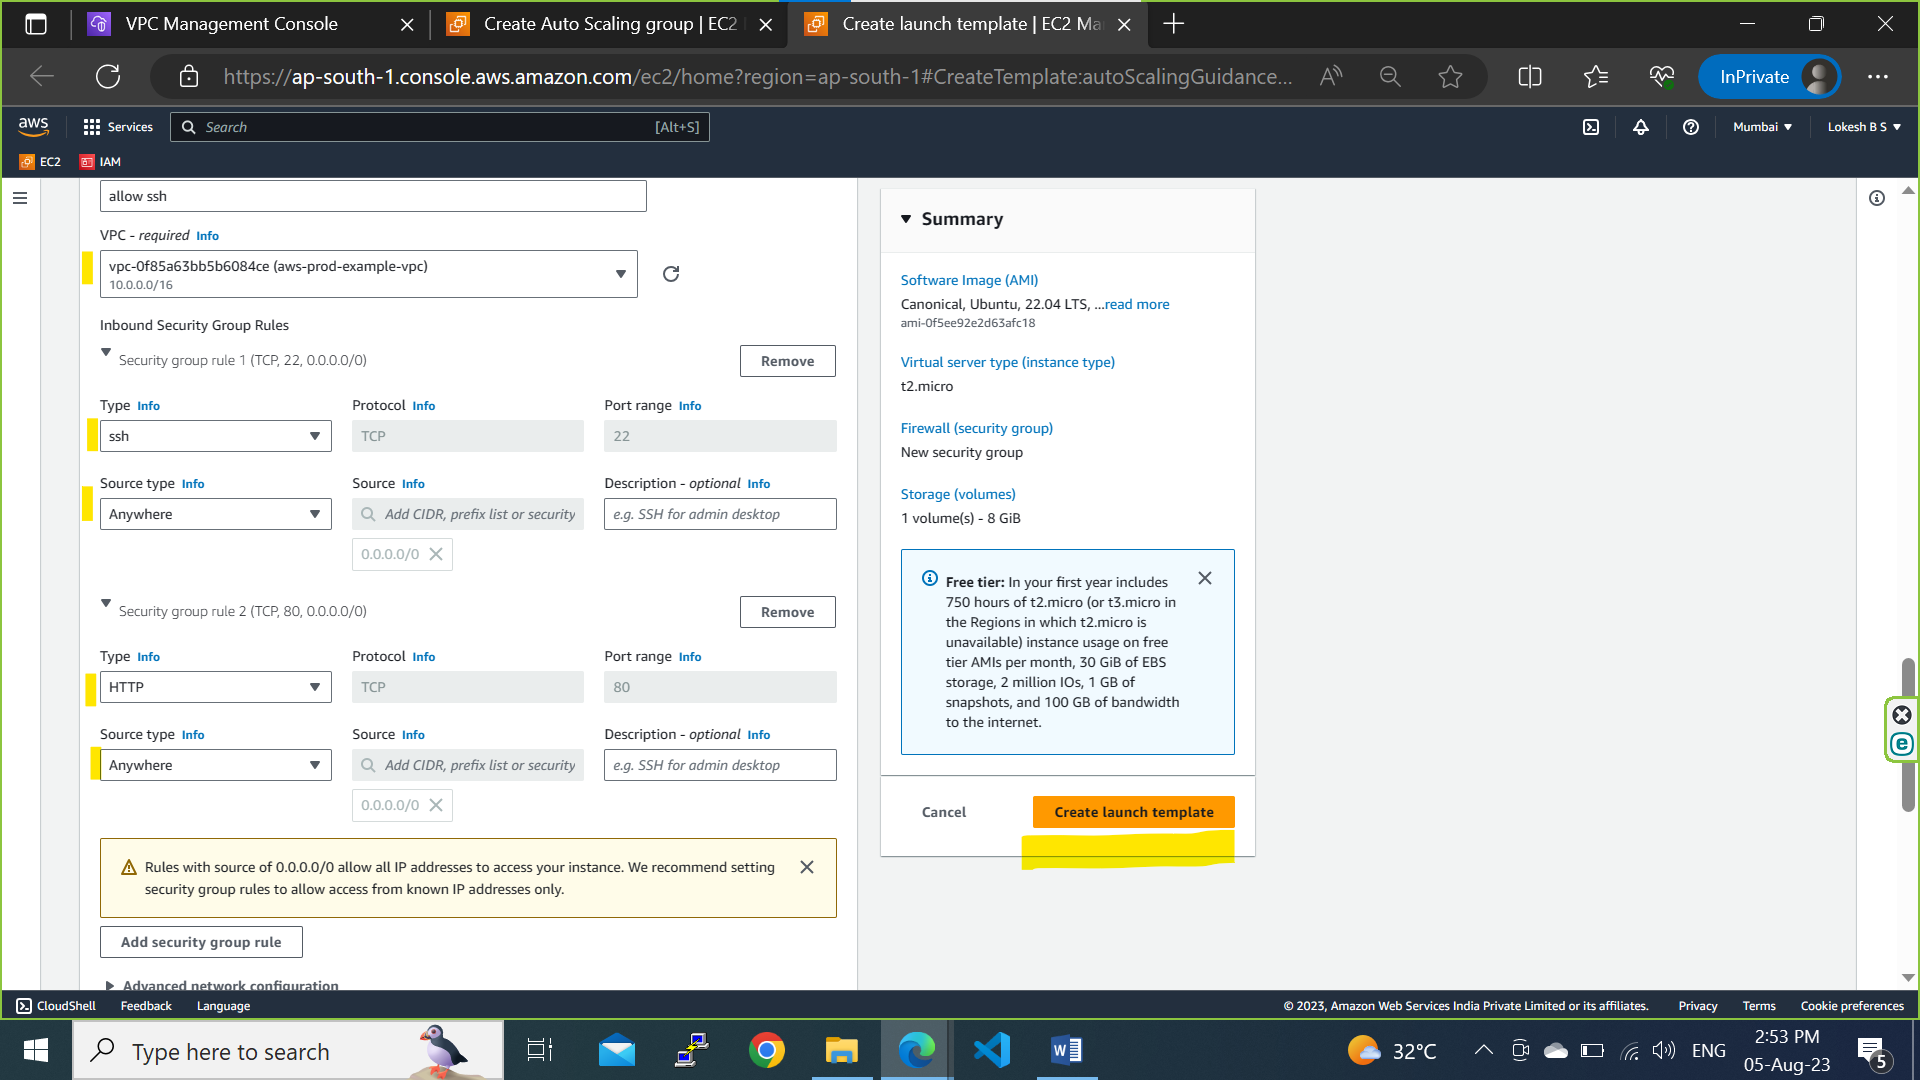 VPC Management Console
Create Auto Scaling group | EC2
Create launch template | EC2 Ma
https://ap-south-1.console.aws.amazon.com/ec2/home?region=ap-south-1#CreateTemplate:autoScalingGuidance...
InPrivate
aws
Services
Search
[Alt+S]
Mumbai
Lokesh B S
EC2
IAM
allow ssh
VPC - required Info
vpc-0f85a63bb5b6084ce (aws-prod-example-vpc)
10.0.0.0/16
Inbound Security Group Rules
Security group rule 1 (TCP, 22, 0.0.0.0/0)
Remove
Type Info
Protocol Info
Port range Info
ssh
TCP
22
Source type Info
Source Info
Description - optional Info
Anywhere
Add CIDR, prefix list or security
e.g. SSH for admin desktop
0.0.0.0/0
Security group rule 2 (TCP, 80, 0.0.0.0/0)
Remove
Type Info
Protocol Info
Port range Info
HTTP
TCP
80
Source type Info
Source Info
Description - optional Info
Anywhere
Add CIDR, prefix list or security
e.g. SSH for admin desktop
0.0.0.0/0
Rules with source of 0.0.0.0/0 allow all IP addresses to access your instance. We recommend setting
security group rules to allow access from known IP addresses only.
Add security group rule
Advanced network configuration
Summary
Software Image (AMI)
Canonical, Ubuntu, 22.04 LTS, ...read more
ami-0f5ee92e2d63afc18
Virtual server type (instance type)
t2.micro
Firewall (security group)
New security group
Storage (volumes)
1 volume(s) - 8 GiB
Free tier: In your first year includes
750 hours of t2.micro (or t3.micro in
the Regions in which t2.micro is
unavailable) instance usage on free
tier AMIs per month, 30 GiB of EBS
storage, 2 million IOs, 1 GB of
snapshots, and 100 GB of bandwidth
to the internet.
Cancel
Create launch template
CloudShell
Feedback
Language
© 2023, Amazon Web Services India Private Limited or its affiliates.
Privacy
Terms
Cookie preferences
Type here to search
32°C
ENG
2:53 PM
05-Aug-23
5